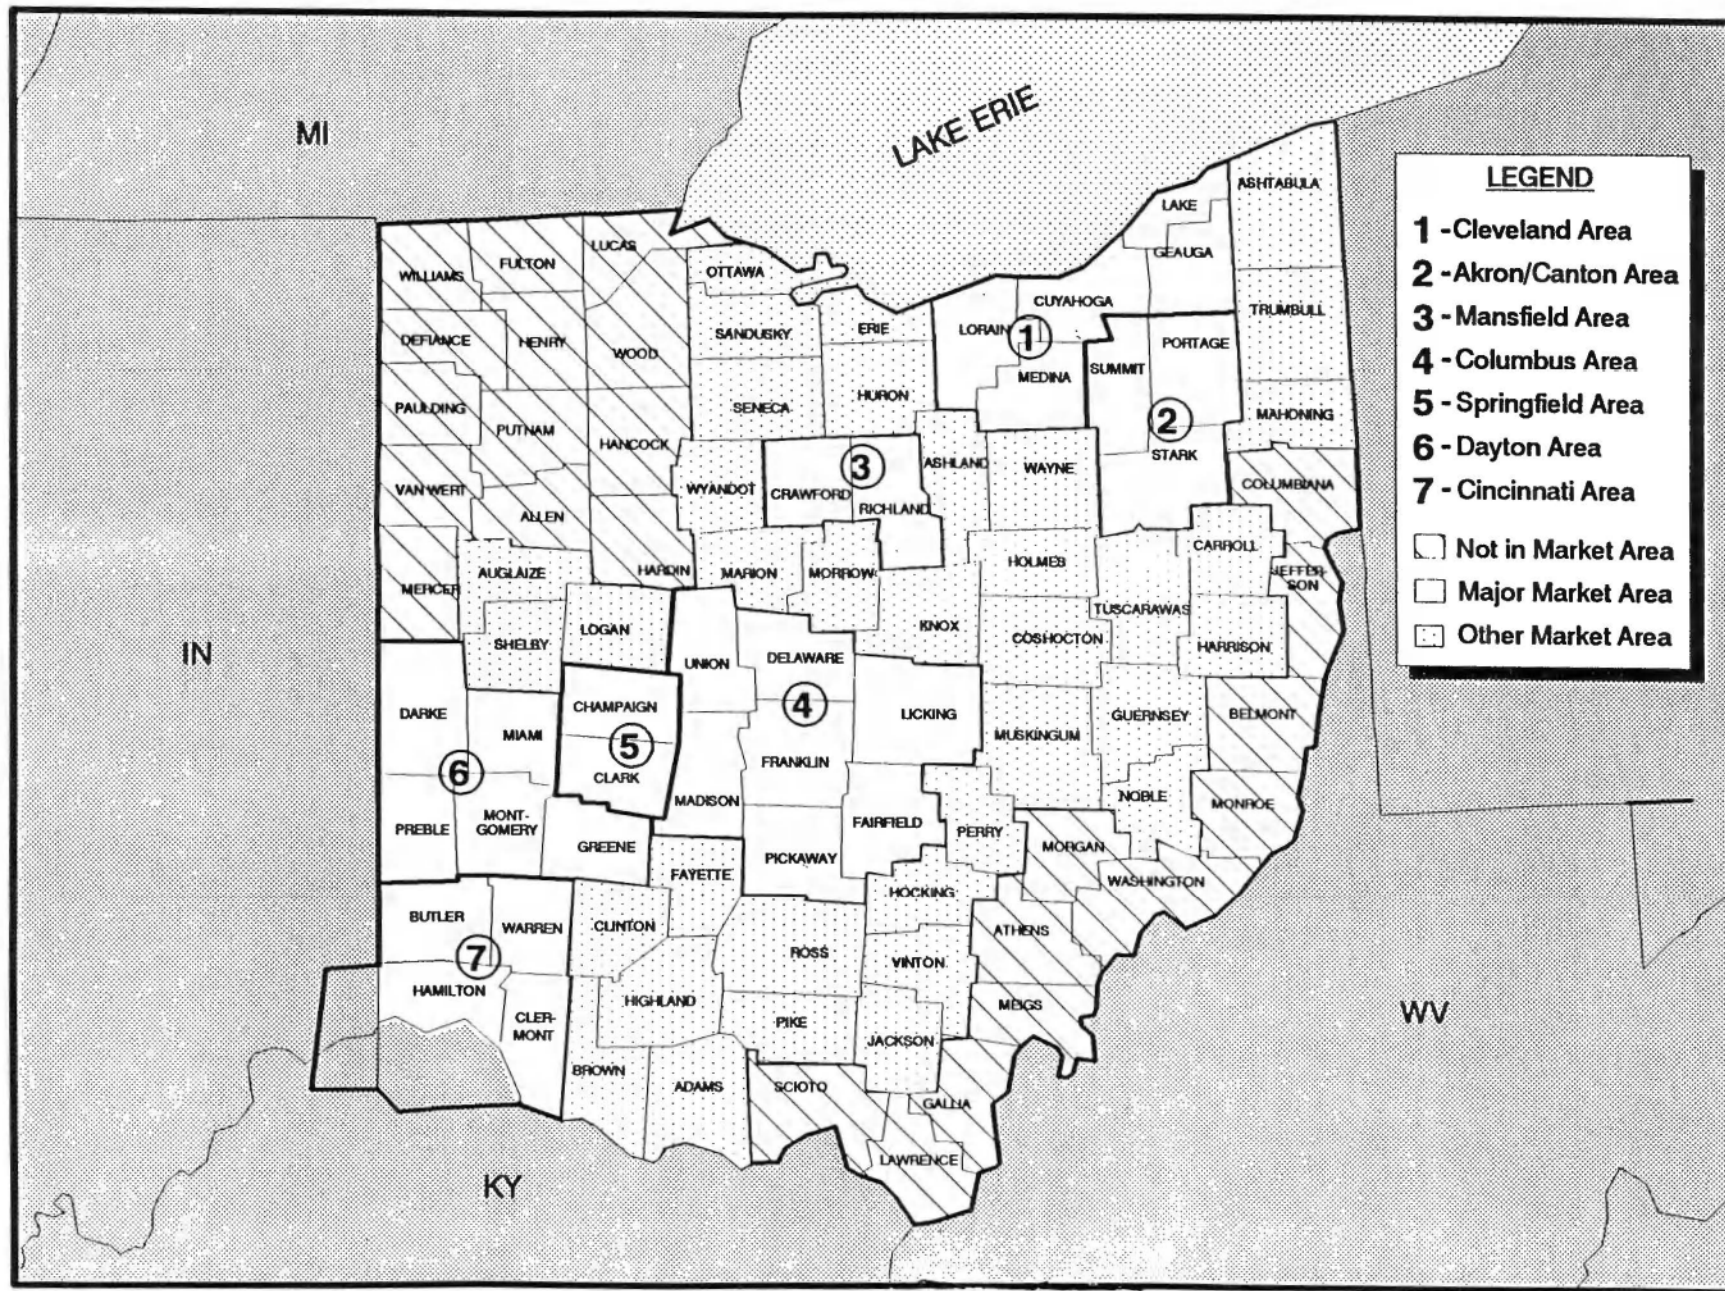 MI
LAKE ERIE
LEGEND
1 - Cleveland Area
2 - Akron/Canton Area
3 - Mansfield Area
4 - Columbus Area
5 - Springfield Area
6 - Dayton Area
7 - Cincinnati Area
Not in Market Area
Major Market Area
Other Market Area
ASHTABULA
LAKE
GEAUGA
LUCAS
FULTON
WILLIAMS
OTTAWA
CUYAHOGA
TRUMBULL
DEFIANCE
HENRY
WOOD
SANDUSKY
ERIE
LORAIN
1
MEDINA
SUMMIT
PORTAGE
PAULDING
PUTNAM
HANCOCK
SENECA
HURON
2
MAHONING
STARK
VAN WERT
ALLEN
WYANDOT
CRAWFORD
3
RICHLAND
ASHLAND
WAYNE
COLUMBIANA
MERCER
AUGLAIZE
HARDIN
MARION
MORROW
HOLMES
CARROLL
JEFFER-
SON
IN
SHELBY
LOGAN
UNION
DELAWARE
KNOX
COSHOCTON
TUSCARAWAS
HARRISON
DARKE
MIAMI
CHAMPAIGN
5
CLARK
4
FRANKLIN
LICKING
MUSKINGUM
GUERNSEY
BELMONT
6
PREBLE
MONT-
GOMERY
GREENE
MADISON
PICKAWAY
FAIRFIELD
PERRY
NOBLE
MONROE
MORGAN
WASHINGTON
FAYETTE
HOCKING
BUTLER
WARREN
CLINTON
ROSS
VINTON
ATHENS
7
HAMILTON
CLER-
MONT
HIGHLAND
PIKE
JACKSON
MEIGS
WV
BROWN
ADAMS
SCIOTO
GALLIA
LAWRENCE
KY